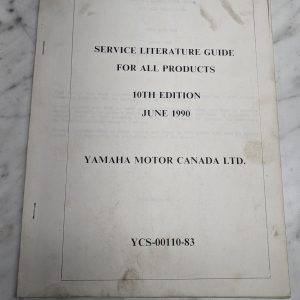 SERVICE LITERATURE GUIDE
FOR ALL PRODUCTS
10TH EDITION
JUNE 1990
YAMAHA MOTOR CANADA LTD.
YCS-00110-83